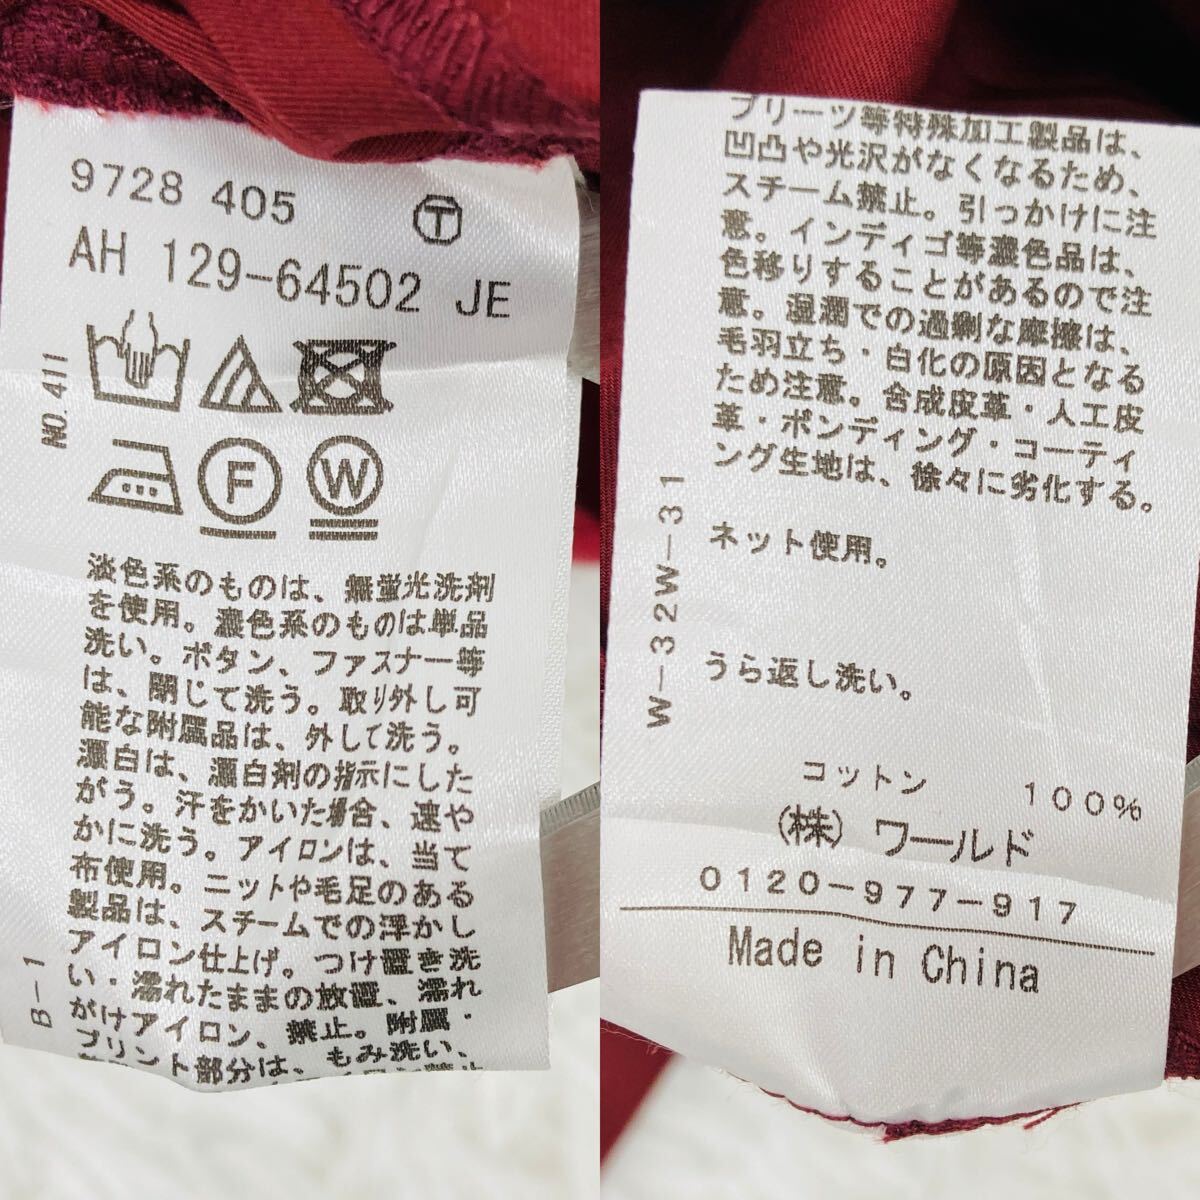 9728 405 T
AH 129-64502 JE
NO.411
F W
淡色系のものは、無蛍光洗剤
を使用。濃色系のものは単品
洗い。ボタン、ファスナー等
は、閉じて洗う。取り外し可
能な附属品は、外して洗う。
漂白は、漂白剤の指示にした
がう。汗をかいた場合、速や
かに洗う。アイロンは、当て
布使用。ニットや毛足のある
製品は、スチームでの浮かし
アイロン仕上げ。つけ置き洗
い・濡れたままの放置、濡れ
がけアイロン、禁止。附属・
プリント部分は、もみ洗い、
B-1
プリーツ等特殊加工製品は、
凹凸や光沢がなくなるため、
スチーム禁止。引っかけに注
意。インディゴ等濃色品は、
色移りすることがあるので注
意。湿潤での過剰な摩擦は、
毛羽立ち・白化の原因となる
ため注意。合成皮革・人工皮
革・ボンディング・コーティ
ング生地は、徐々に劣化する。
ネット使用。
うら返し洗い。
W-32W-31
コットン 100%
(株) ワールド
0120-977-917
Made in China